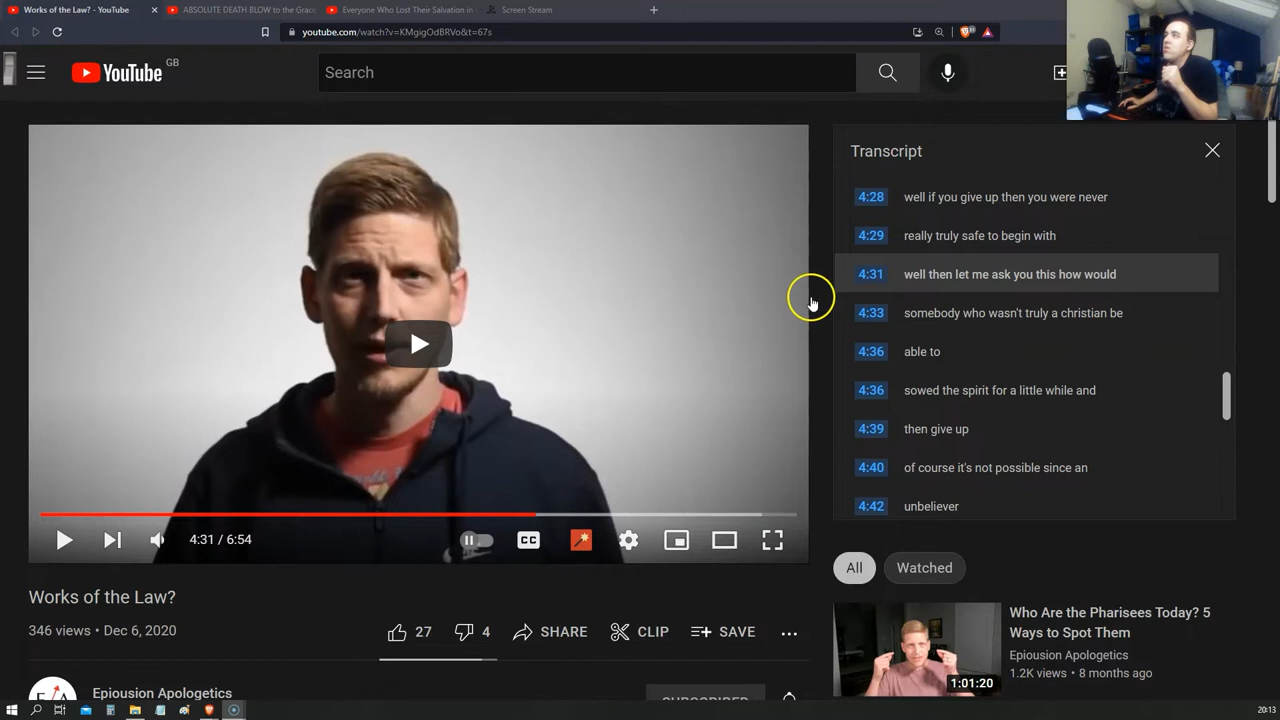 Works of the Law? - YouTube
ABSOLUTE DEATH BLOW to the Grace
Everyone Who Lost Their Salvation in
Screen Stream
youtube.com/watch?v=KMgigOdBRVo&t=67s
YouTube GB
Search
Transcript
4:28 well if you give up then you were never
4:29 really truly safe to begin with
4:31 well then let me ask you this how would
4:33 somebody who wasn't truly a christian be
4:36 able to
4:36 sowed the spirit for a little while and
4:39 then give up
4:40 of course it's not possible since an
4:42 unbeliever
4:31 / 6:54
CC
All
Watched
Works of the Law?
346 views • Dec 6, 2020
27
4
SHARE
CLIP
SAVE
Who Are the Pharisees Today? 5
Ways to Spot Them
Epiousion Apologetics
1.2K views • 8 months ago
1:01:20
Epiousion Apologetics
SUBSCRIBED
20:13